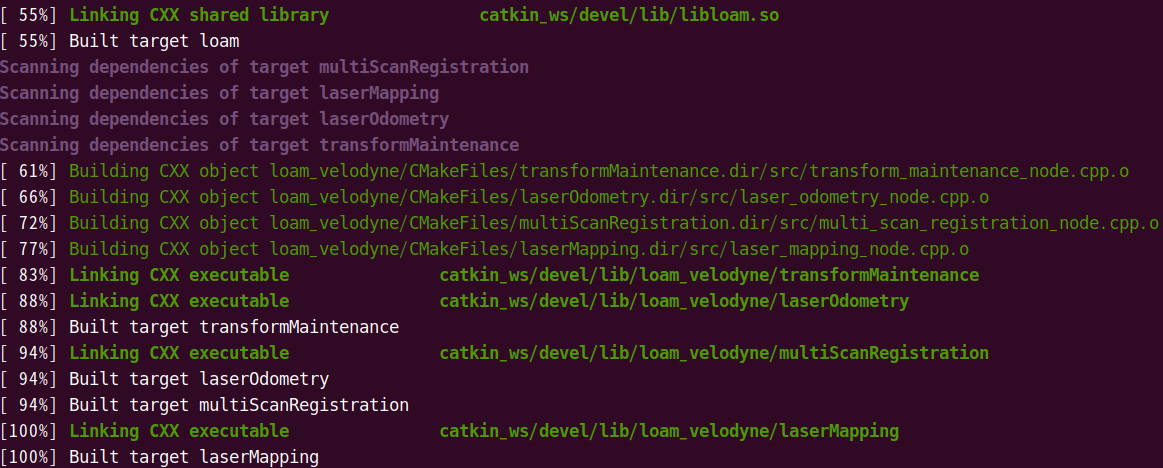 [ 55%] Linking CXX shared library catkin_ws/devel/lib/libloam.so
[ 55%] Built target loam
Scanning dependencies of target multiScanRegistration
Scanning dependencies of target laserMapping
Scanning dependencies of target laserOdometry
Scanning dependencies of target transformMaintenance
[ 61%] Building CXX object loam_velodyne/CMakeFiles/transformMaintenance.dir/src/transform_maintenance_node.cpp.o
[ 66%] Building CXX object loam_velodyne/CMakeFiles/laserOdometry.dir/src/laser_odometry_node.cpp.o
[ 72%] Building CXX object loam_velodyne/CMakeFiles/multiScanRegistration.dir/src/multi_scan_registration_node.cpp.o
[ 77%] Building CXX object loam_velodyne/CMakeFiles/laserMapping.dir/src/laser_mapping_node.cpp.o
[ 83%] Linking CXX executable catkin_ws/devel/lib/loam_velodyne/transformMaintenance
[ 88%] Linking CXX executable catkin_ws/devel/lib/loam_velodyne/laserOdometry
[ 88%] Built target transformMaintenance
[ 94%] Linking CXX executable catkin_ws/devel/lib/loam_velodyne/multiScanRegistration
[ 94%] Built target laserOdometry
[ 94%] Built target multiScanRegistration
[100%] Linking CXX executable catkin_ws/devel/lib/loam_velodyne/laserMapping
[100%] Built target laserMapping